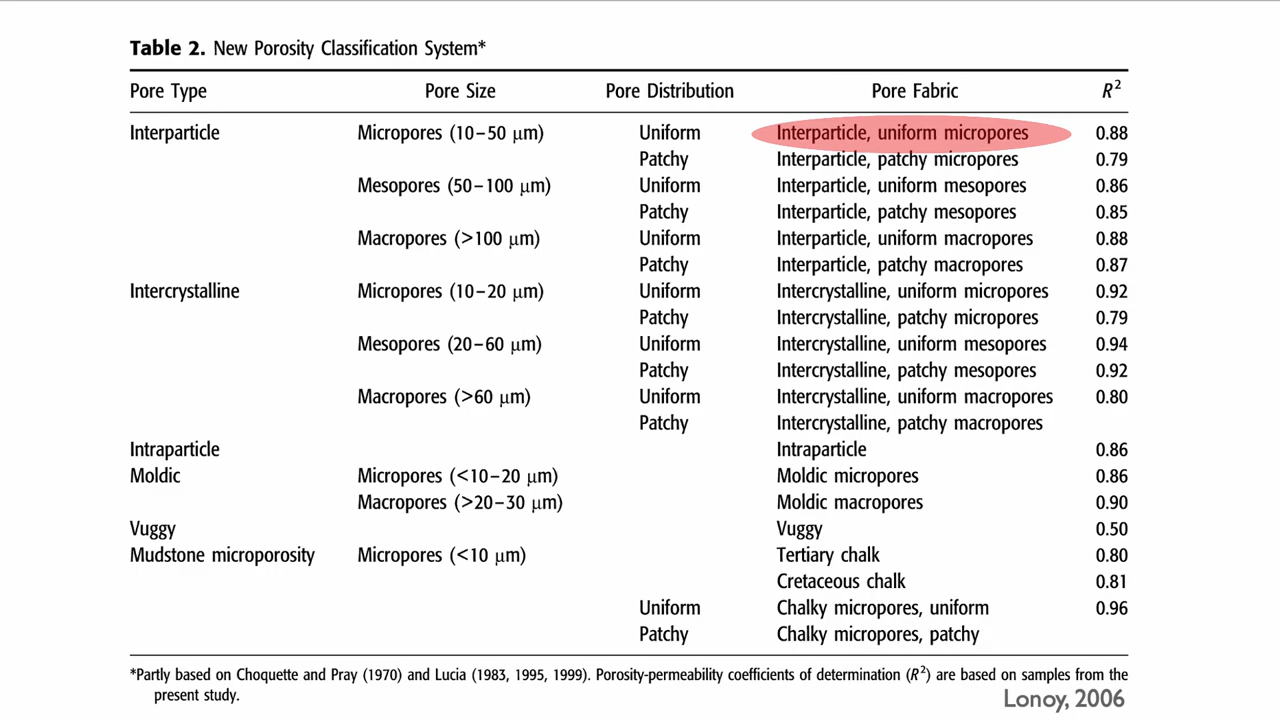 Table 2. New Porosity Classification System*
Pore Type Pore Size Pore Distribution Pore Fabric R²
Interparticle Micropores (10–50 μm) Uniform Interparticle, uniform micropores 0.88
Patchy Interparticle, patchy micropores 0.79
Mesopores (50–100 μm) Uniform Interparticle, uniform mesopores 0.86
Patchy Interparticle, patchy mesopores 0.85
Macropores (>100 μm) Uniform Interparticle, uniform macropores 0.88
Patchy Interparticle, patchy macropores 0.87
Intercrystalline Micropores (10–20 μm) Uniform Intercrystalline, uniform micropores 0.92
Patchy Intercrystalline, patchy micropores 0.79
Mesopores (20–60 μm) Uniform Intercrystalline, uniform mesopores 0.94
Patchy Intercrystalline, patchy mesopores 0.92
Macropores (>60 μm) Uniform Intercrystalline, uniform macropores 0.80
Patchy Intercrystalline, patchy macropores
Intraparticle Intraparticle 0.86
Moldic Micropores (<10–20 μm) Moldic micropores 0.86
Macropores (>20–30 μm) Moldic macropores 0.90
Vuggy Vuggy 0.50
Mudstone microporosity Micropores (<10 μm) Tertiary chalk 0.80
Cretaceous chalk 0.81
Uniform Chalky micropores, uniform 0.96
Patchy Chalky micropores, patchy
*Partly based on Choquette and Pray (1970) and Lucia (1983, 1995, 1999). Porosity-permeability coefficients of determination (R²) are based on samples from the
present study.
Lonoy, 2006